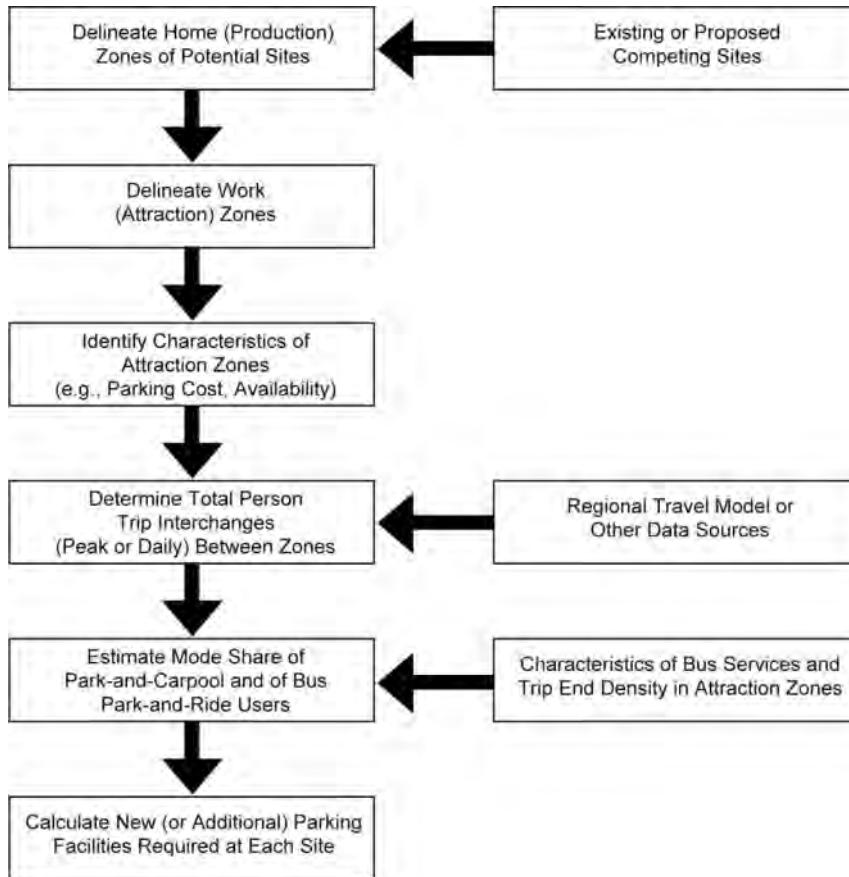 Delineate Home (Production)
Zones of Potential Sites
Existing or Proposed
Competing Sites
Delineate Work
(Attraction) Zones
Identify Characteristics of
Attraction Zones
(e.g., Parking Cost, Availability)
Determine Total Person
Trip Interchanges
(Peak or Daily) Between Zones
Regional Travel Model or
Other Data Sources
Estimate Mode Share of
Park-and-Carpool and of Bus
Park-and-Ride Users
Characteristics of Bus Services and
Trip End Density in Attraction Zones
Calculate New (or Additional) Parking
Facilities Required at Each Site